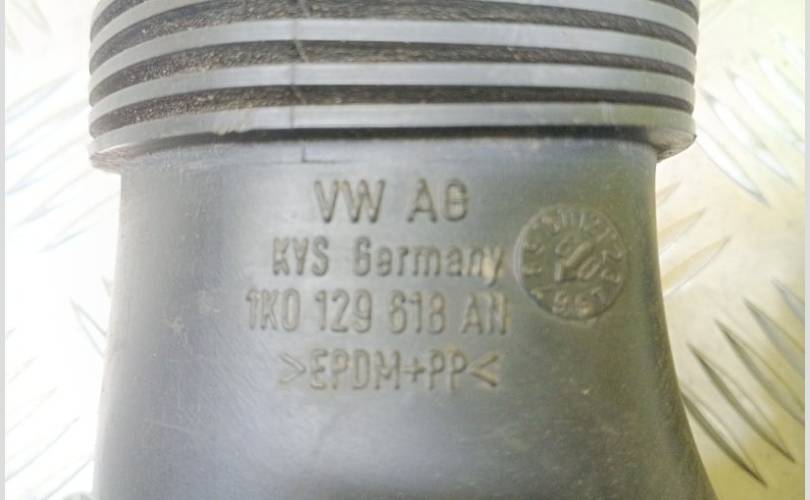 VW AG
KVS Germany
1K0 129 618 AN
>EPDM+PP<